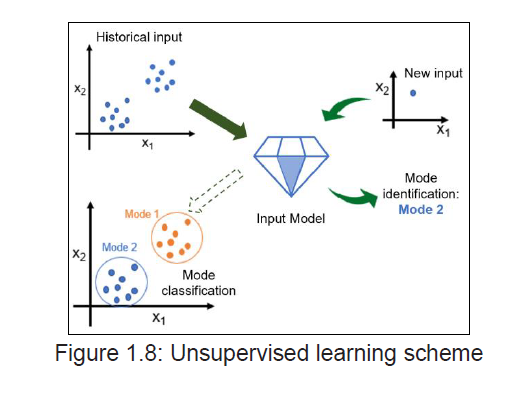 Historical input
X2
X1
New input
X2
X1
Input Model
Mode
identification:
Mode 2
Mode 1
Mode 2
X2
Mode
classification
X1
Figure 1.8: Unsupervised learning scheme